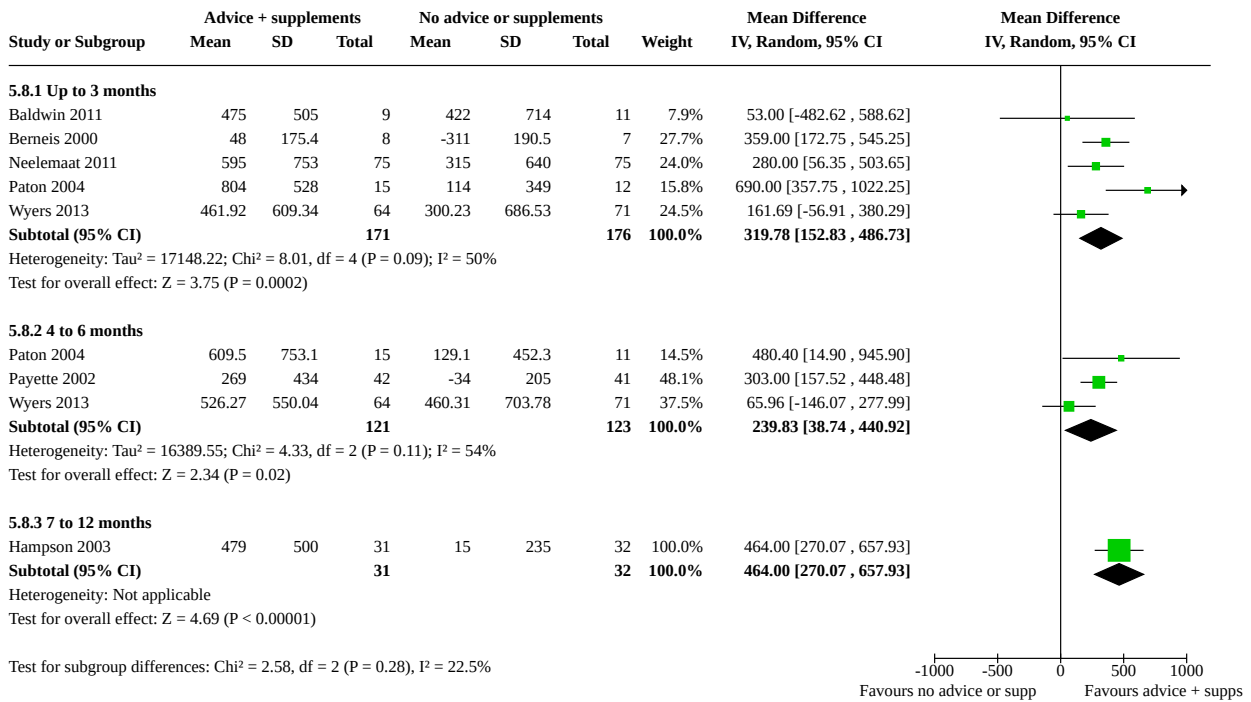 Advice + supplements No advice or supplements Mean Difference Mean Difference
Study or Subgroup Mean SD Total Mean SD Total Weight IV, Random, 95% CI IV, Random, 95% CI
5.8.1 Up to 3 months
Baldwin 2011 475 505 9 422 714 11 7.9% 53.00 [-482.62 , 588.62]
Berneis 2000 48 175.4 8 -311 190.5 7 27.7% 359.00 [172.75 , 545.25]
Neelemaat 2011 595 753 75 315 640 75 24.0% 280.00 [56.35 , 503.65]
Paton 2004 804 528 15 114 349 12 15.8% 690.00 [357.75 , 1022.25]
Wyers 2013 461.92 609.34 64 300.23 686.53 71 24.5% 161.69 [-56.91 , 380.29]
Subtotal (95% CI) 171 176 100.0% 319.78 [152.83 , 486.73]
Heterogeneity: Tau² = 17148.22; Chi² = 8.01, df = 4 (P = 0.09); I² = 50%
Test for overall effect: Z = 3.75 (P = 0.0002)
5.8.2 4 to 6 months
Paton 2004 609.5 753.1 15 129.1 452.3 11 14.5% 480.40 [14.90 , 945.90]
Payette 2002 269 434 42 -34 205 41 48.1% 303.00 [157.52 , 448.48]
Wyers 2013 526.27 550.04 64 460.31 703.78 71 37.5% 65.96 [-146.07 , 277.99]
Subtotal (95% CI) 121 123 100.0% 239.83 [38.74 , 440.92]
Heterogeneity: Tau² = 16389.55; Chi² = 4.33, df = 2 (P = 0.11); I² = 54%
Test for overall effect: Z = 2.34 (P = 0.02)
5.8.3 7 to 12 months
Hampson 2003 479 500 31 15 235 32 100.0% 464.00 [270.07 , 657.93]
Subtotal (95% CI) 31 32 100.0% 464.00 [270.07 , 657.93]
Heterogeneity: Not applicable
Test for overall effect: Z = 4.69 (P < 0.00001)
Test for subgroup differences: Chi² = 2.58, df = 2 (P = 0.28), I² = 22.5%
-1000 -500 0 500 1000
Favours no advice or supp Favours advice + supps